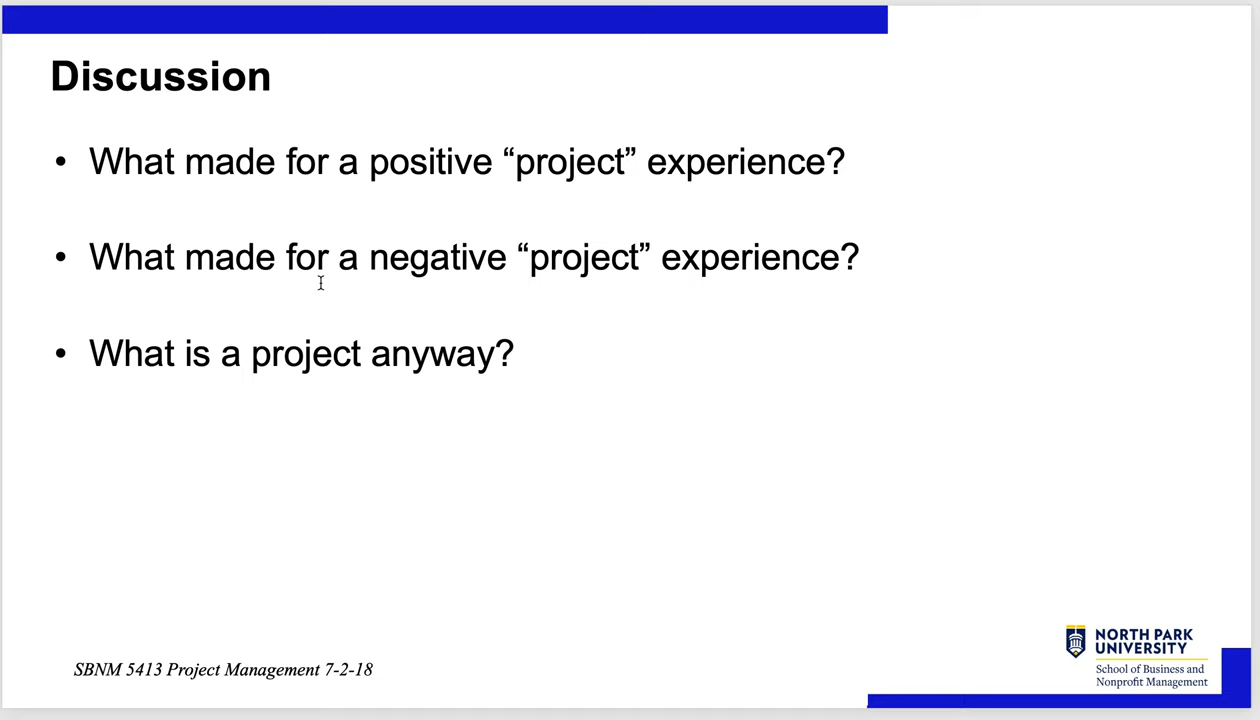 Discussion
• What made for a positive “project” experience?
• What made for a negative “project” experience?
• What is a project anyway?
SBNM 5413 Project Management 7-2-18
NORTH PARK
UNIVERSITY
School of Business and
Nonprofit Management